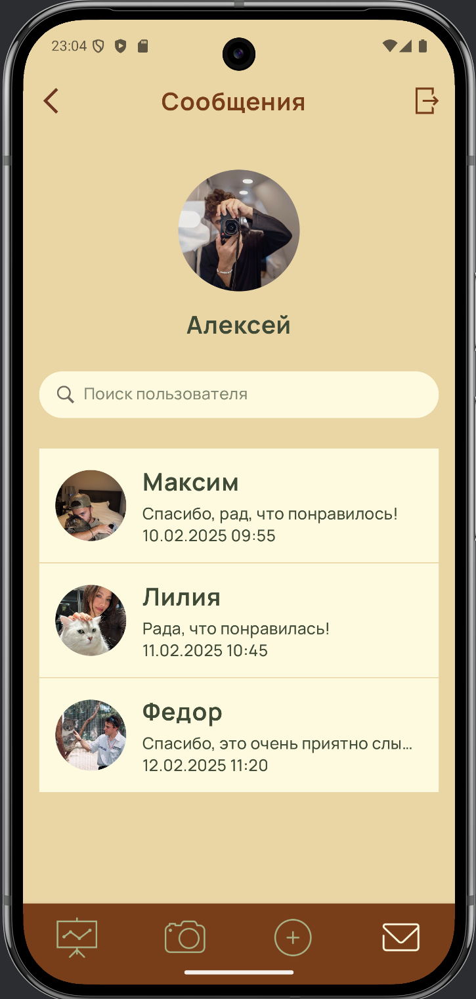 23:04
Сообщения
Алексей
Поиск пользователя
Максим
Спасибо, рад, что понравилось!
10.02.2025 09:55
Лилия
Рада, что понравилась!
11.02.2025 10:45
Федор
Спасибо, это очень приятно слы...
12.02.2025 11:20